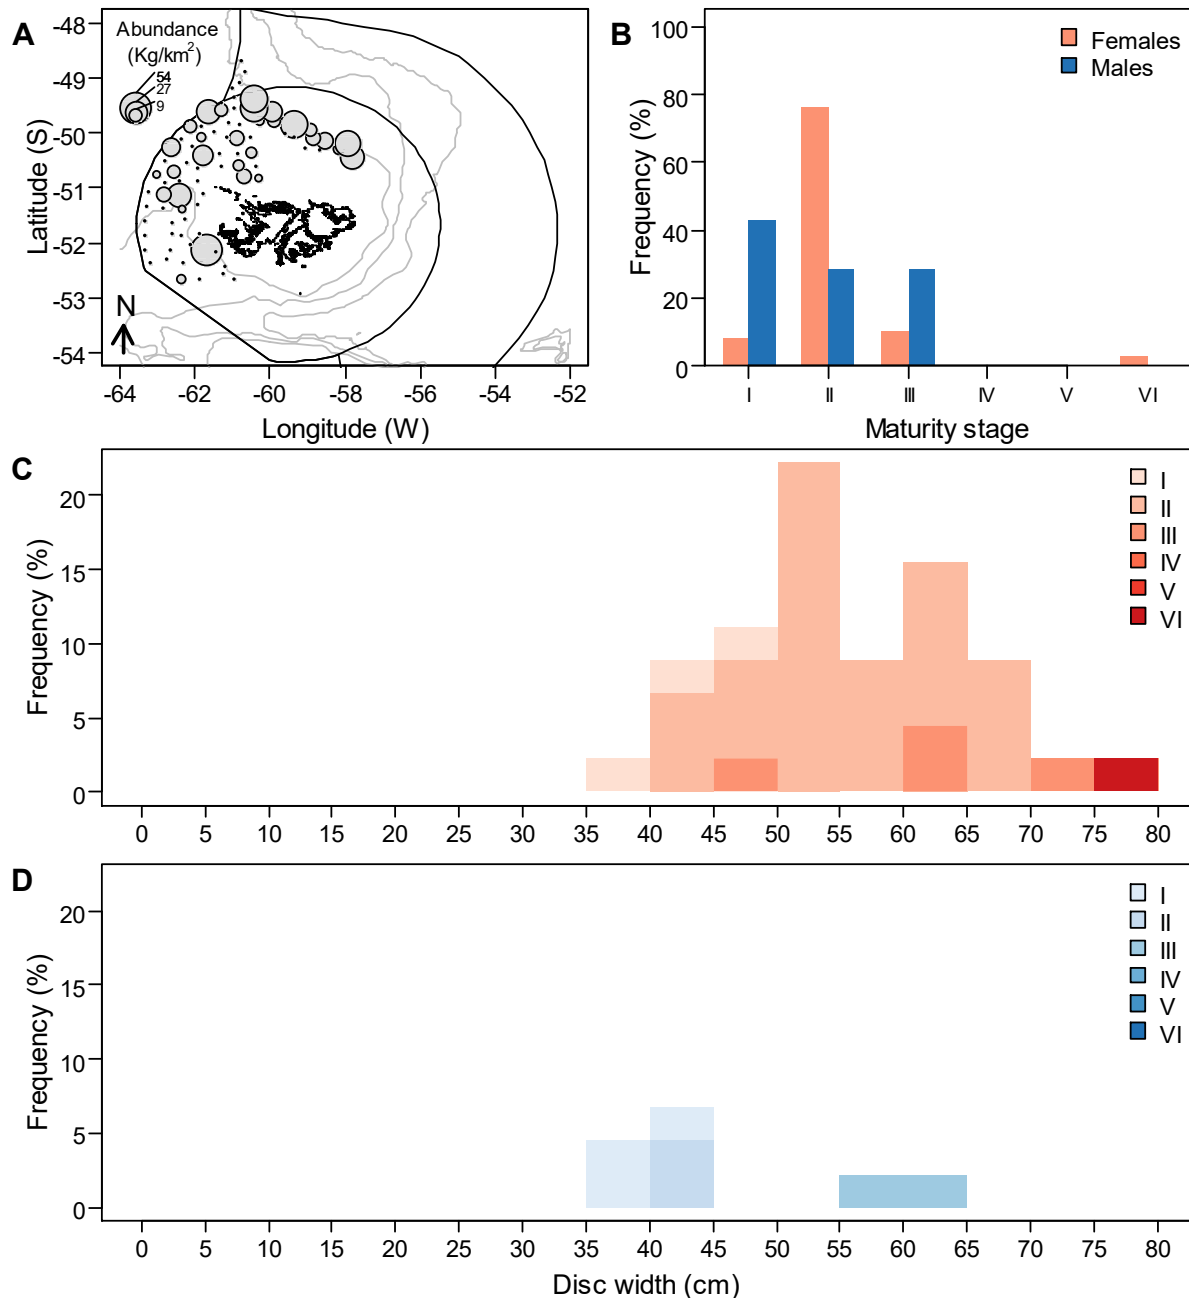 A
Abundance
(Kg/km²)
54
27
9
-48
-49
-50
-51
-52
-53
-54
Latitude (S)
N
-64
-62
-60
-58
-56
-54
-52
Longitude (W)
B
100
80
60
40
20
0
Frequency (%)
Females
Males
I
II
III
IV
V
VI
Maturity stage
C
20
15
10
5
0
Frequency (%)
I
II
III
IV
V
VI
0 5 10 15 20 25 30 35 40 45 50 55 60 65 70 75 80
D
20
15
10
5
0
Frequency (%)
I
II
III
IV
V
VI
0 5 10 15 20 25 30 35 40 45 50 55 60 65 70 75 80
Disc width (cm)